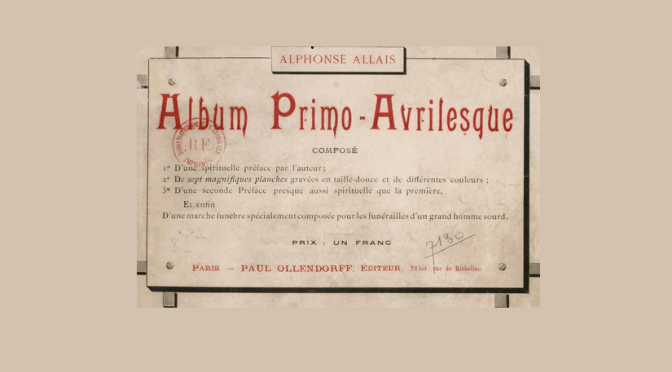 ALPHONSE ALLAIS
Album Primo-Avrilesque
COMPOSÉ
1° D'une spirituelle préface par l'auteur;
2° De sept magnifiques planches gravées en taille-douce et de différentes couleurs;
3° D'une seconde Préface presque aussi spirituelle que la première,
Et enfin
D'une marche funèbre spécialement composée pour les funérailles d'un grand homme sourd.
PRIX : UN FRANC
7130
PARIS. — PAUL OLLENDORFF, EDITEUR, 28 bis, rue de Richelieu
R.F.